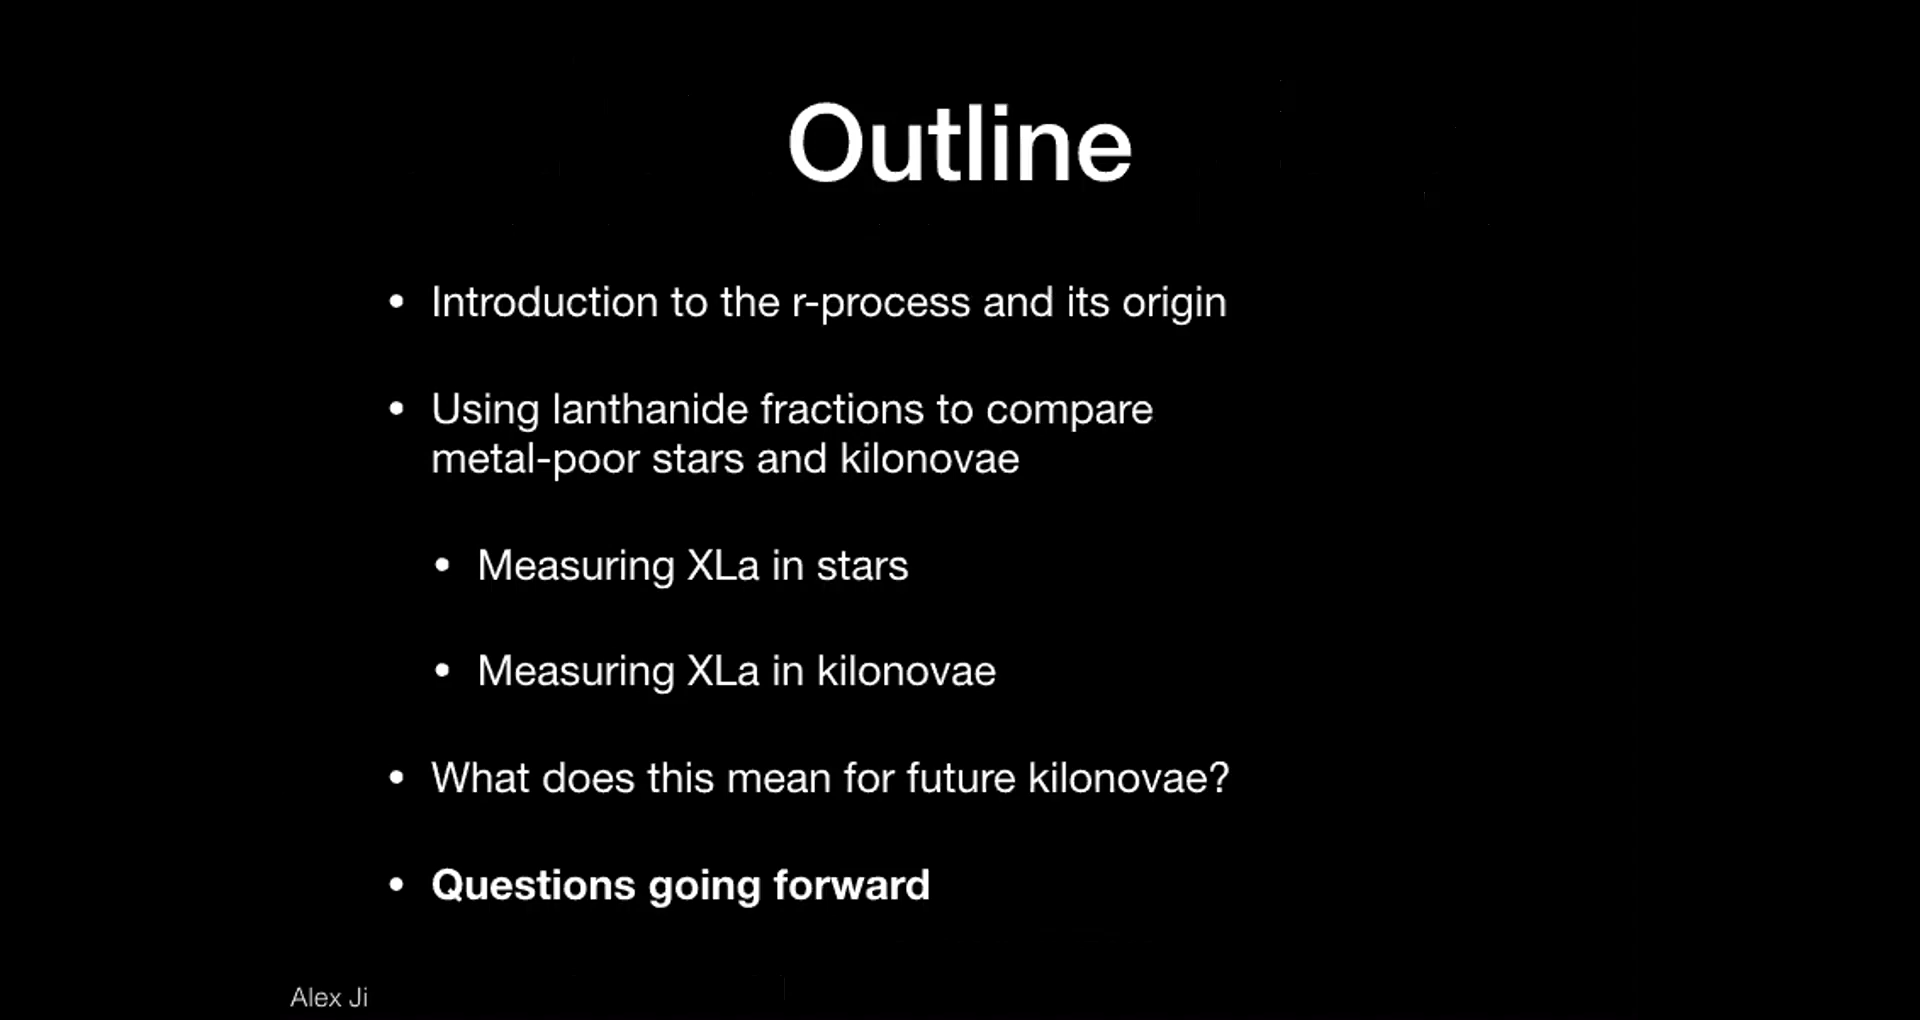 Outline
• Introduction to the r-process and its origin
• Using lanthanide fractions to compare
metal-poor stars and kilonovae
• Measuring XLa in stars
• Measuring XLa in kilonovae
• What does this mean for future kilonovae?
• Questions going forward
Alex Ji